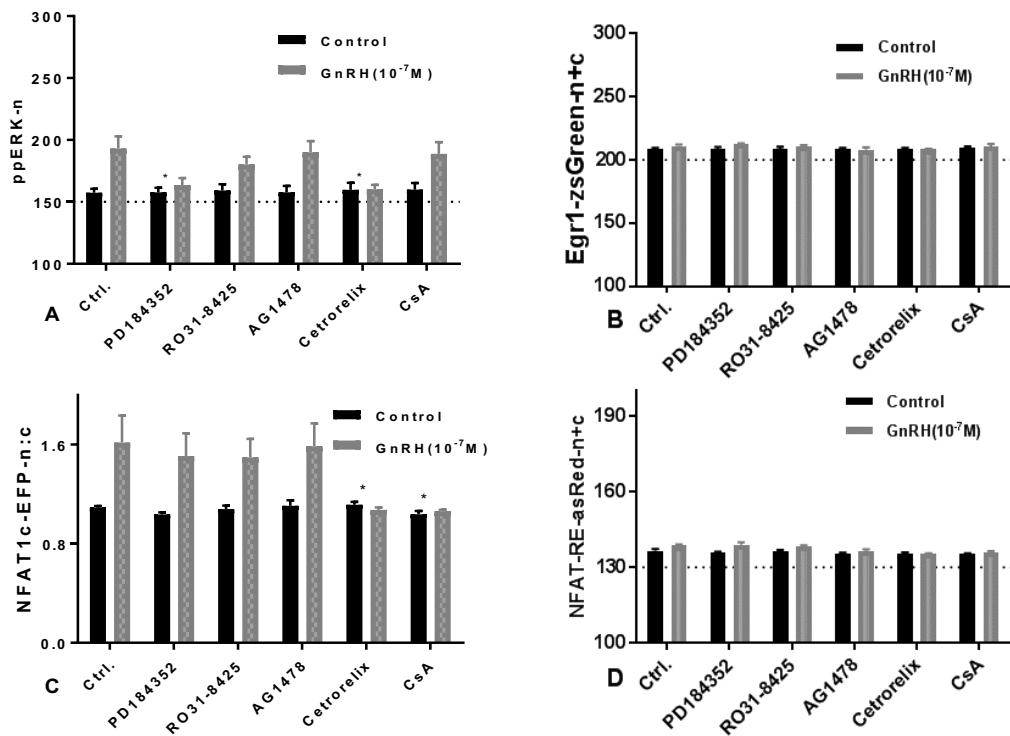 300
250
200
150
100
ppERK-n
Control
GnRH(10⁻⁷M)
*
*
Ctrl.
PD184352
RO31-8425
AG1478
Cetrorelix
CsA
A
300
250
200
150
100
Egr1-zsGreen-n+c
Control
GnRH(10⁻⁷M)
Ctrl.
PD184352
RO31-8425
AG1478
Cetrorelix
CsA
B
1.6
0.8
0.0
NFAT1c-EFP-n:c
Control
GnRH(10⁻⁷M)
*
*
Ctrl.
PD184352
RO31-8425
AG1478
Cetrorelix
CsA
C
190
160
130
100
NFAT-RE-asRed-n+c
Control
GnRH(10⁻⁷M)
Ctrl.
PD184352
RO31-8425
AG1478
Cetrorelix
CsA
D